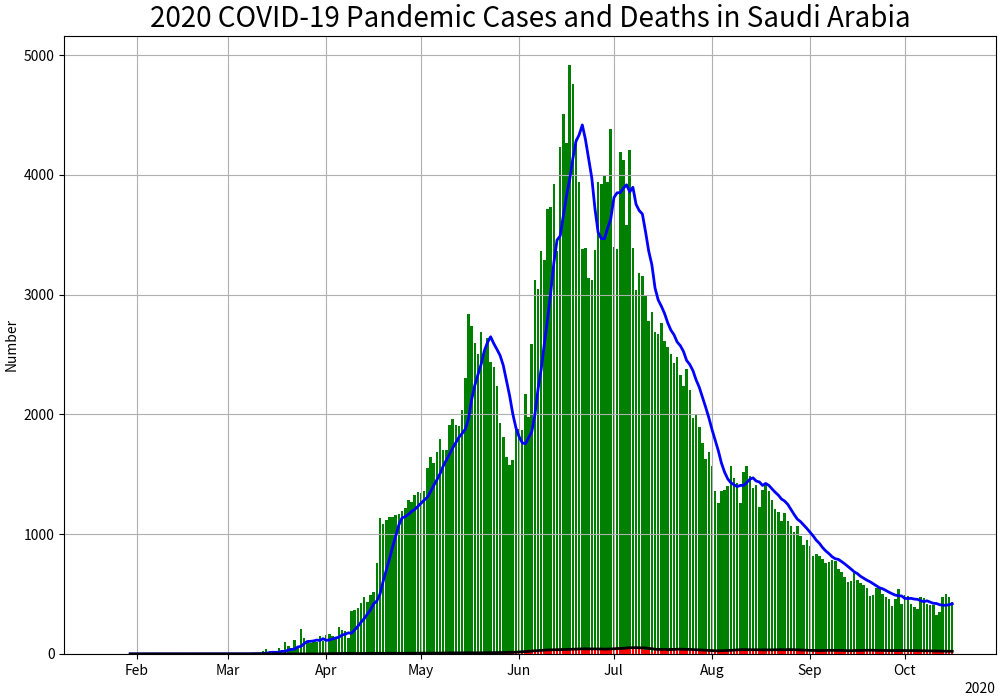 2020 COVID-19 Pandemic Cases and Deaths in Saudi Arabia
Number
5000
4000
3000
2000
1000
0
Feb Mar Apr May Jun Jul Aug Sep Oct
2020